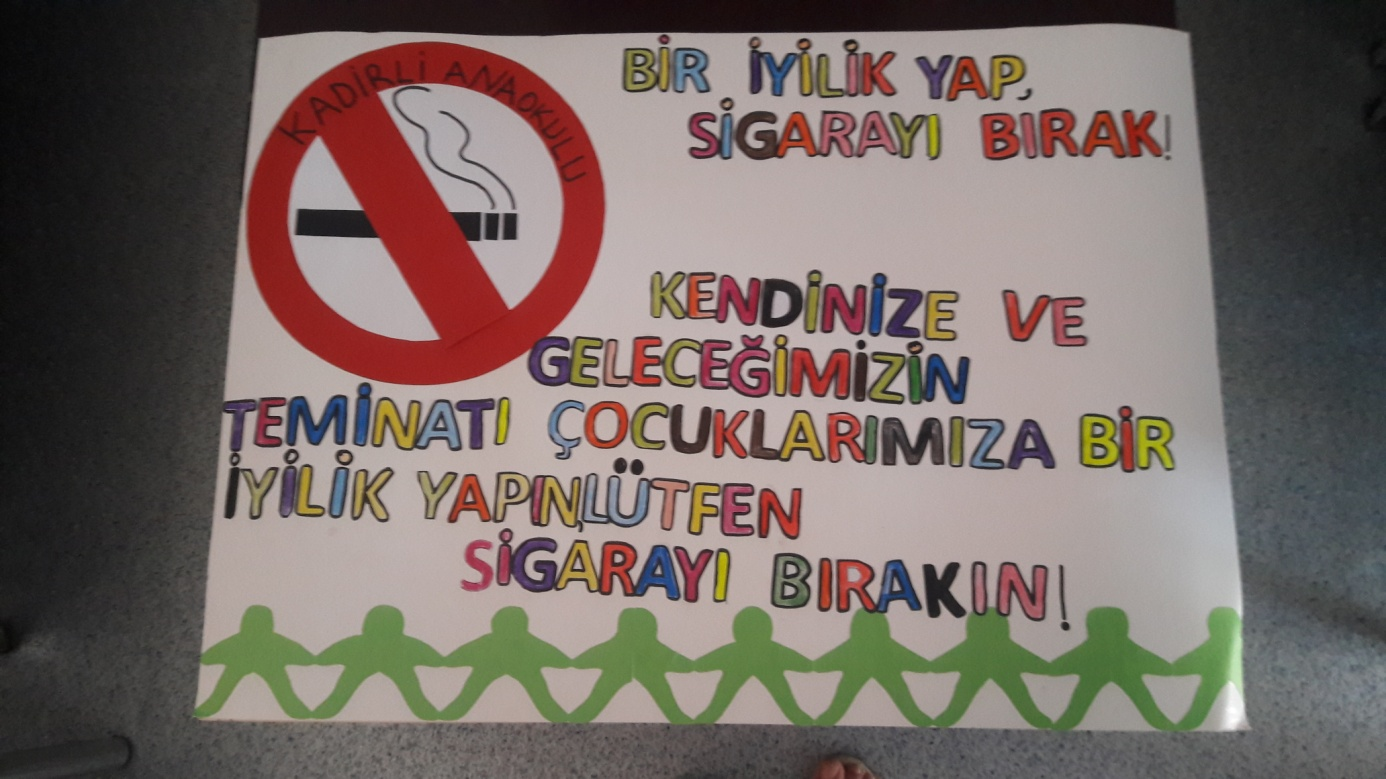 KADİRLİ ANAOKULU
BİR İYİLİK YAP,
SİGARAYI BIRAK!
KENDİNİZE VE
GELECEĞİMİZİN
TEMİNATI ÇOCUKLARIMIZA BİR
İYİLİK YAPIN,LÜTFEN
SİGARAYI BIRAKIN!